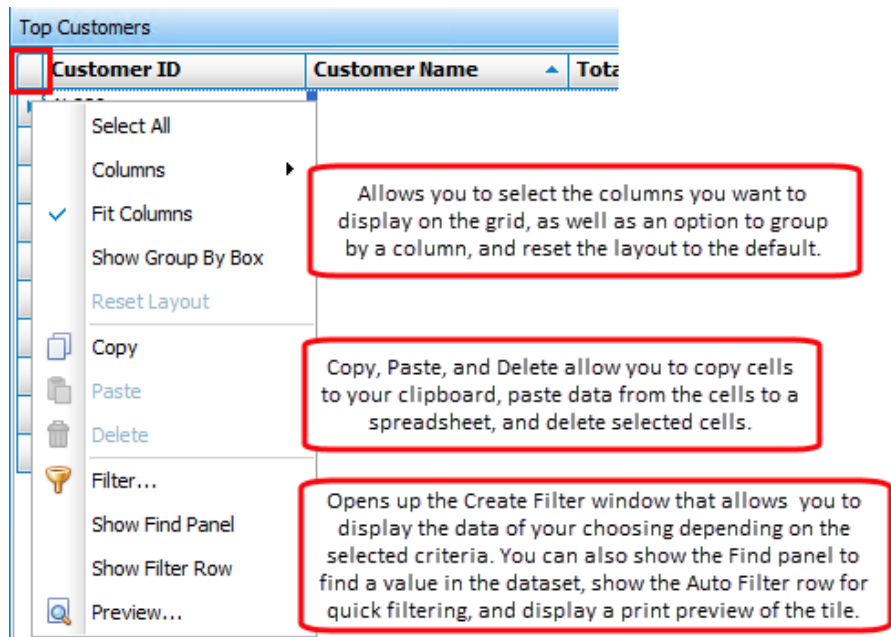 Top Customers
Customer ID Customer Name
Select All
Columns
Allows you to select the columns you want to
display on the grid, as well as an option to group
by a column, and reset the layout to the default.
Fit Columns
Show Group By Box
Reset Layout
Copy
Copy, Paste, and Delete allow you to copy cells
to your clipboard, paste data from the cells to a
spreadsheet, and delete selected cells.
Paste
Delete
Filter...
Opens up the Create Filter window that allows you to
display the data of your choosing depending on the
selected criteria. You can also show the Find panel to
find a value in the dataset, show the Auto Filter row for
quick filtering, and display a print preview of the tile.
Show Find Panel
Show Filter Row
Preview...